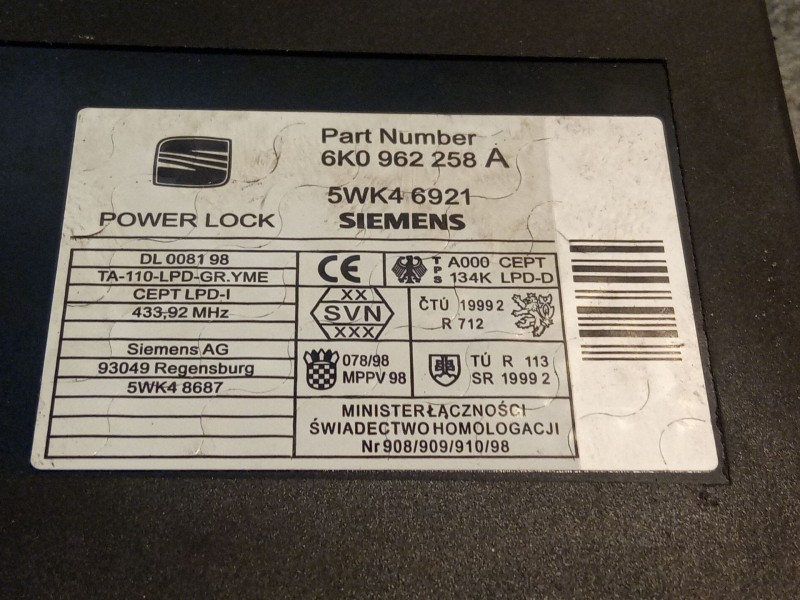 Part Number
6K0 962 258 A
5WK4 6921
POWER LOCK
SIEMENS
DL 0081 98
TA-110-LPD-GR.YME
CEPT LPD-I
433,92 MHz
Siemens AG
93049 Regensburg
5WK4 8687
CE
TPS
A000 CEPT
134K LPD-D
XX
SVN
XXX
ČTÚ 1999 2
R 712
078/98
MPPV 98
TÚ R 113
SR 1999 2
MINISTER ŁĄCZNOŚCI
ŚWIADECTWO HOMOLOGACJI
Nr 908/909/910/98